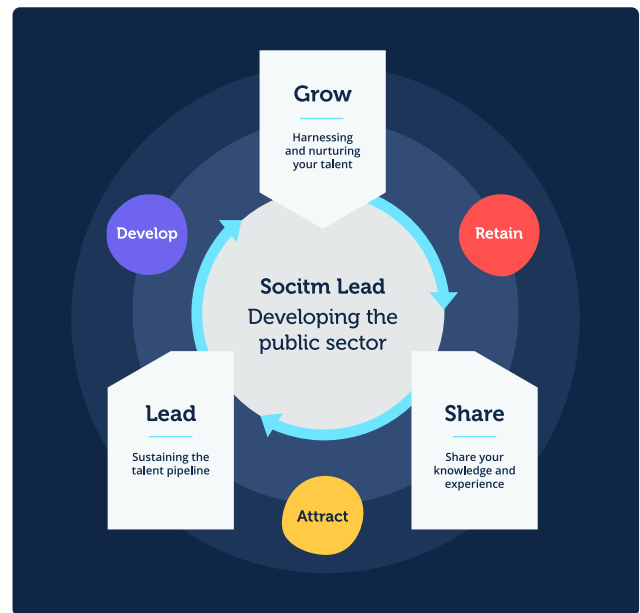 Grow
Harnessing
and nurturing
your talent
Develop
Retain
Socitm Lead
Developing the
public sector
Lead
Sustaining the
talent pipeline
Share
Share your
knowledge and
experience
Attract